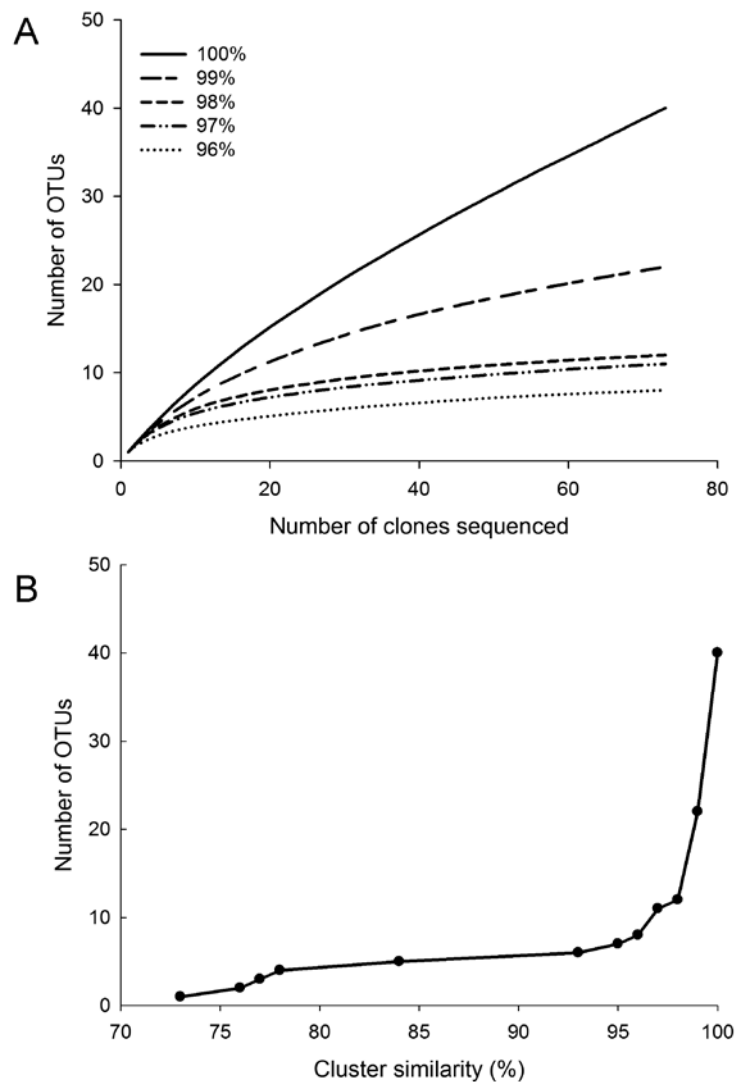 A
50
40
30
20
10
0
Number of OTUs
100%
99%
98%
97%
96%
0 20 40 60 80
Number of clones sequenced
B
50
40
30
20
10
0
Number of OTUs
70 75 80 85 90 95 100
Cluster similarity (%)